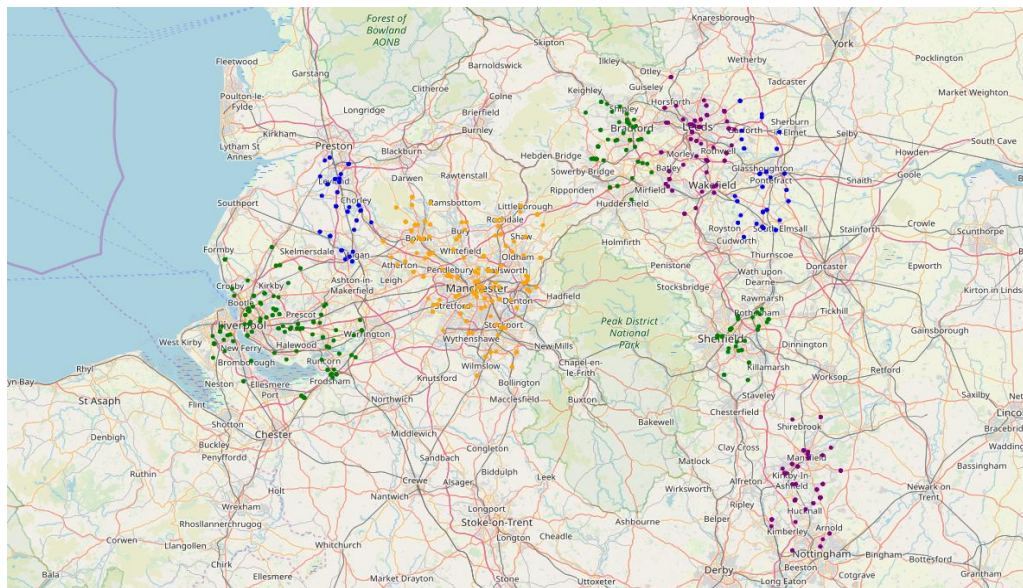 Forest of
Bowland
AONB
Knaresborough
York
Skipton
Fleetwood
Garstang
Barnoldswick
Ilkley
Otley
Wetherby
Pocklington
Tadcaster
Poulton-le-
Fylde
Clitheroe
Colne
Keighley
Guiseley
Market Weighton
Longridge
Brierfield
Shipley
Horsforth
Sherburn
in Elmet
Kirkham
Preston
Burnley
Bradford
Leeds
Garforth
Selby
South Cave
Lytham St
Annes
Blackburn
Hebden Bridge
Morley
Rothwell
Howden
Leyland
Darwen
Rawtenstall
Sowerby Bridge
Batley
Glasshoughton
Snaith
Goole
Ripponden
Mirfield
Wakefield
Pontefract
Southport
Chorley
Ramsbottom
Littleborough
Huddersfield
Rochdale
Royston
South Elmsall
Stainforth
Crowle
Scunthorpe
Bolton
Bury
Shaw
Holmfirth
Cudworth
Formby
Skelmersdale
Wigan
Whitefield
Oldham
Thurnscoe
Doncaster
Epworth
Atherton
Pendlebury
Failsworth
Penistone
Wath upon
Dearne
Crosby
Kirkby
Ashton-in-
Makerfield
Leigh
Manchester
Hadfield
Stocksbridge
Kirton in Linds
Bootle
Prescot
Stretford
Denton
Rawmarsh
Rotherham
Tickhill
Liverpool
Warrington
Stockport
Peak District
National
Park
Gainsborough
West Kirby
New Ferry
Halewood
Wythenshawe
New Mills
Sheffield
Dinnington
Rhyl
Bromborough
Runcorn
Wilmslow
Chapel-en-
le-Frith
Killamarsh
Retford
yn Bay
Neston
Ellesmere
Port
Frodsham
Knutsford
Bollington
Worksop
St Asaph
Flint
Northwich
Macclesfield
Buxton
Staveley
Saxilby
Net
Shotton
Chesterfield
Linco
Denbigh
Buckley
Chester
Middlewich
Congleton
Bakewell
Shirebrook
Bracebrid
Penyffordd
Sandbach
Clay Cross
Mansfield
Wadding
Ruthin
Biddulph
Matlock
Bassingham
Holt
Crewe
Alsager
Leek
Kirkby-In-
Ashfield
Wirksworth
Alfreton
Newark on
Trent
Wrexham
Nantwich
Longport
Ripley
Hucknall
Rhosllannerchrugog
Stoke-on-Trent
Ashbourne
Belper
Corwen
Llangollen
Whitchurch
Longton
Cheadle
Kimberley
Arnold
Nottingham
Bingham
Bottesford
Bala
Chirk
Ellesmere
Market Drayton
Stone
Uttoxeter
Derby
Beeston
Long Eaton
Cotgrave
Grantham